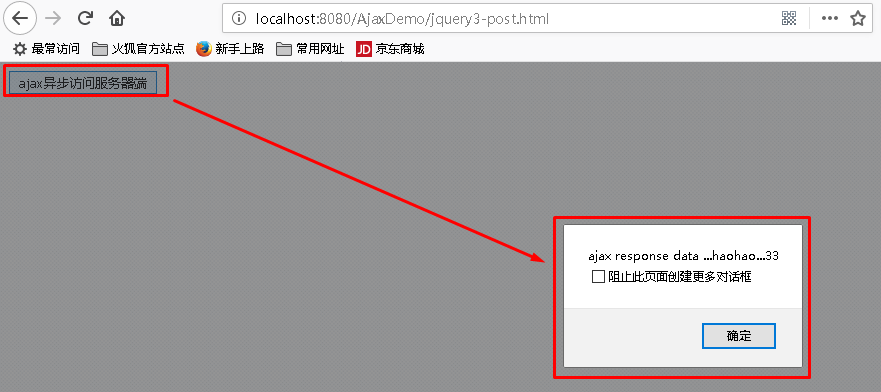 localhost:8080/AjaxDemo/jquery3-post.html
最常访问 火狐官方站点 新手上路 常用网址 JD 京东商城
ajax异步访问服务器端
ajax response data ...haohao...33
阻止此页面创建更多对话框
确定